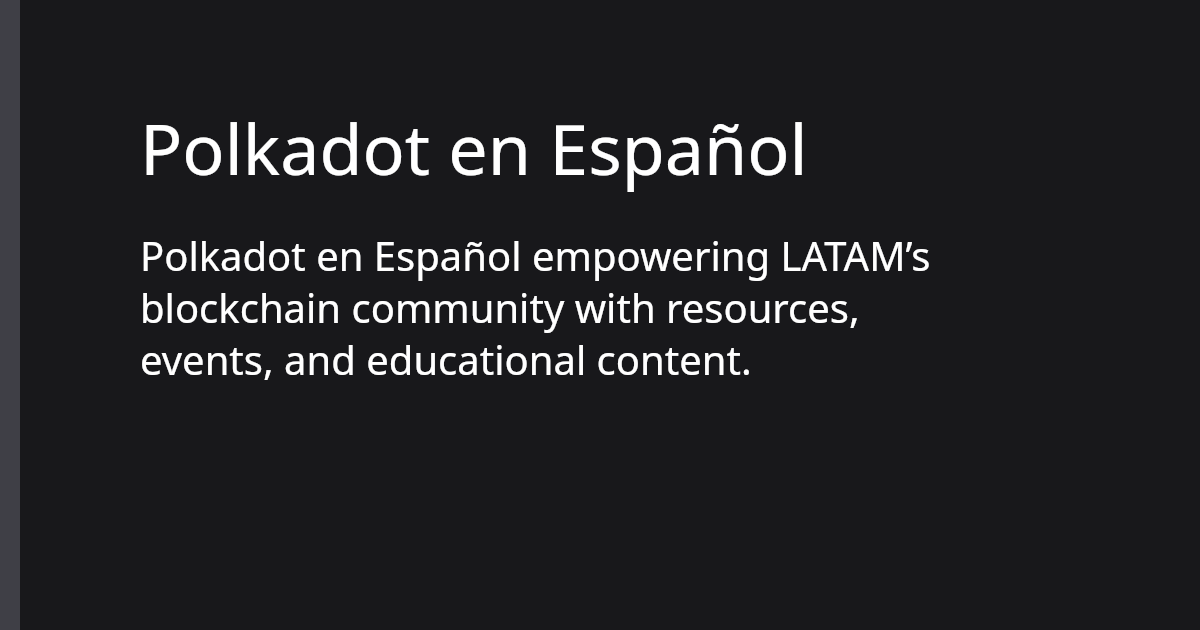 Polkadot en Español
Polkadot en Español empowering LATAM’s
blockchain community with resources,
events, and educational content.